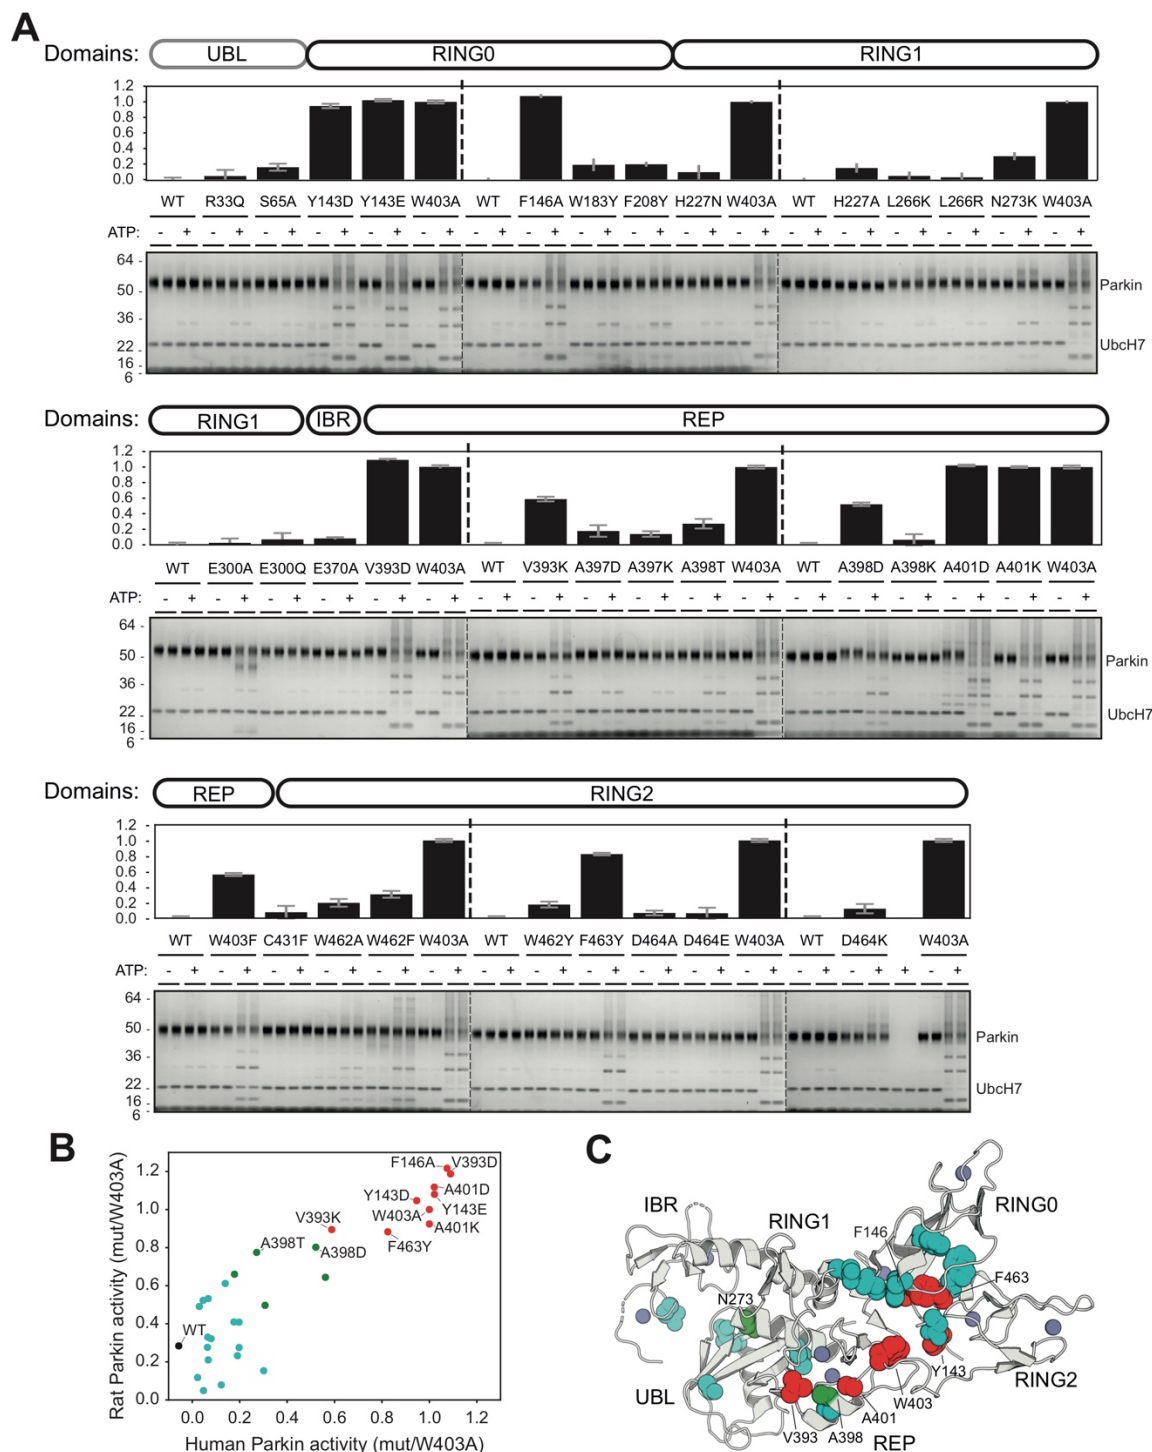 A
Domains: UBL RING0 RING1
1.2
1.0
0.8
0.6
0.4
0.2
0.0
WT R33Q S65A Y143D Y143E W403A WT F146A W183Y F208Y H227N W403A WT H227A L266K L266R N273K W403A
ATP: - + - + - + - + - + - + - + - + - + - + - + - + - + - + - + - + - + - +
64 -
50 -
36 -
22 -
16 -
6 -
Parkin
UbcH7
Domains: RING1 IBR REP
1.2
1.0
0.8
0.6
0.4
0.2
0.0
WT E300A E300Q E370A V393D W403A WT V393K A397D A397K A398T W403A WT A398D A398K A401D A401K W403A
ATP: - + - + - + - + - + - + - + - + - + - + - + - + - + - + - + - + - + - +
64 -
50 -
36 -
22 -
16 -
6 -
Parkin
UbcH7
Domains: REP RING2
1.2 -
1.0 -
0.8 -
0.6 -
0.4 -
0.2 -
0.0 -
WT W403F C431F W462A W462F W403A WT W462Y F463Y D464A D464E W403A WT D464K W403A
ATP: - + - + - + - + - + - + - + - + - + - + - + - + - + - + + - +
64 -
50 -
36 -
22 -
16 -
6 -
Parkin
UbcH7
B
Rat Parkin activity (mut/W403A)
1.2
1.0
0.8
0.6
0.4
0.2
0.0
F146A V393D
Y143D A401D
W403A Y143E
V393K A401K
A398T A398D F463Y
WT
0.0 0.2 0.4 0.6 0.8 1.0 1.2
Human Parkin activity (mut/W403A)
C
IBR RING1 RING0
F146
F463
N273
Y143
UBL RING2
W403
A401
V393 A398
REP